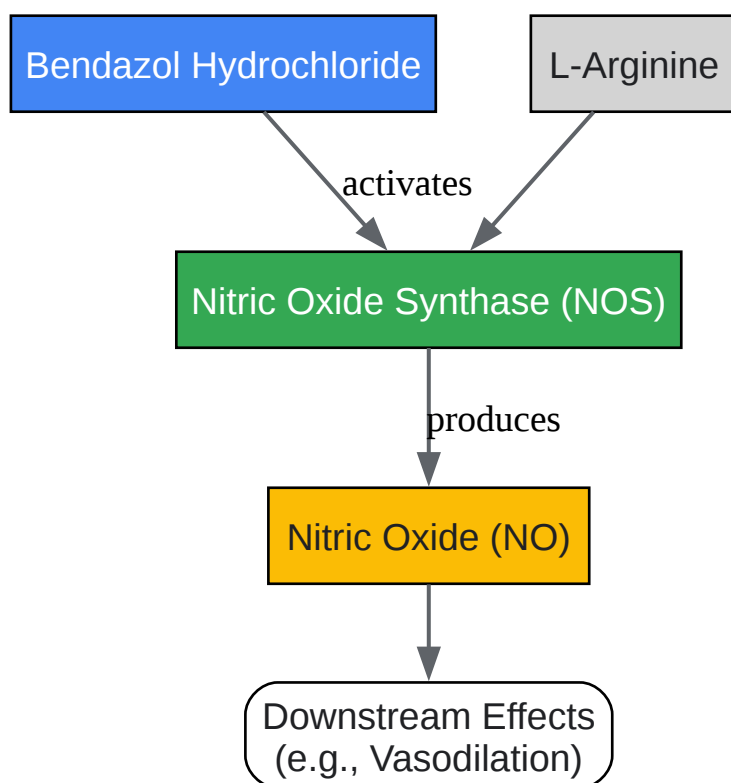 Bendazol Hydrochloride
L-Arginine
activates
Nitric Oxide Synthase (NOS)
produces
Nitric Oxide (NO)
Downstream Effects
(e.g., Vasodilation)